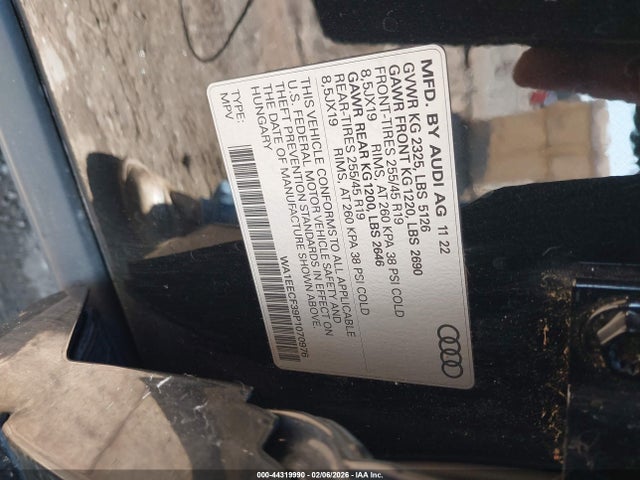 MFD. BY AUDI AG 11 22
GVWR KG 2325, LBS 5126
GAWR FRONT KG 1220, LBS 2690
FRONT-TIRES 255/45 R19
8,5JX19 RIMS, AT 260 KPA 38 PSI COLD
GAWR REAR KG1200, LBS 2646
REAR-TIRES 255/45 R19
8,5JX19 RIMS, AT 260 KPA 38 PSI COLD
THIS VEHICLE CONFORMS TO ALL APPLICABLE
U.S. FEDERAL MOTOR VEHICLE SAFETY AND
THEFT PREVENTION STANDARDS IN EFFECT ON
THE DATE OF MANUFACTURE SHOWN ABOVE.
HUNGARY
WA1EECF39P1070976
TYPE:
MPV
000-44319990 - 02/06/2026 - IAA Inc.